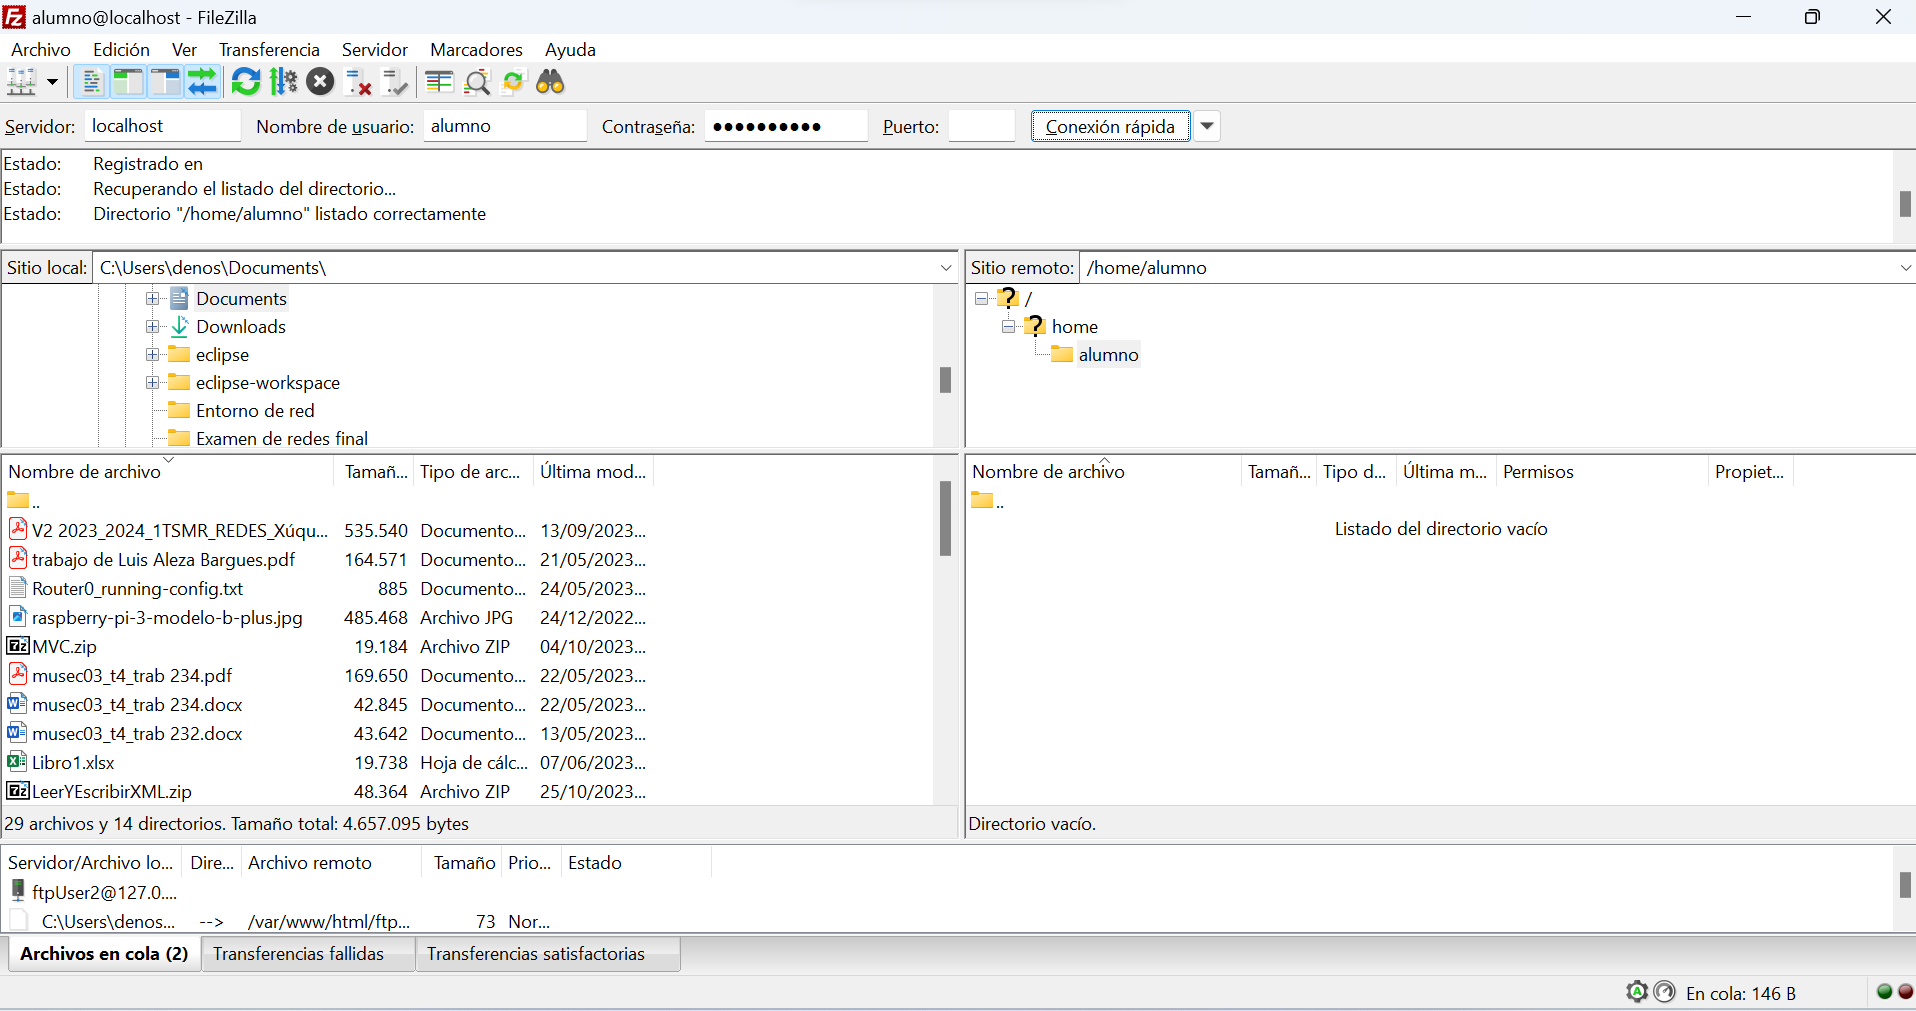 alumno@localhost - FileZilla
Archivo Edición Ver Transferencia Servidor Marcadores Ayuda
Servidor: localhost Nombre de usuario: alumno Contraseña: ●●●●●●●●●● Puerto: Conexión rápida
Estado: Registrado en
Estado: Recuperando el listado del directorio...
Estado: Directorio "/home/alumno" listado correctamente
Sitio local: C:\Users\denos\Documents\
Documents
Downloads
eclipse
eclipse-workspace
Entorno de red
Examen de redes final
Sitio remoto: /home/alumno
/
home
alumno
Nombre de archivo Tamañ... Tipo de arc... Última mod...
..
V2 2023_2024_1TSMR_REDES_Xúqu... 535.540 Documento... 13/09/2023...
trabajo de Luis Aleza Bargues.pdf 164.571 Documento... 21/05/2023...
Router0_running-config.txt 885 Documento... 24/05/2023...
raspberry-pi-3-modelo-b-plus.jpg 485.468 Archivo JPG 24/12/2022...
MVC.zip 19.184 Archivo ZIP 04/10/2023...
musec03_t4_trab 234.pdf 169.650 Documento... 22/05/2023...
musec03_t4_trab 234.docx 42.845 Documento... 22/05/2023...
musec03_t4_trab 232.docx 43.642 Documento... 13/05/2023...
Libro1.xlsx 19.738 Hoja de cálc... 07/06/2023...
LeerYEscribirXML.zip 48.364 Archivo ZIP 25/10/2023...
29 archivos y 14 directorios. Tamaño total: 4.657.095 bytes
Nombre de archivo Tamañ... Tipo d... Última m... Permisos Propiet...
..
Listado del directorio vacío
Directorio vacío.
Servidor/Archivo lo... Dire... Archivo remoto Tamaño Prio... Estado
ftpUser2@127.0....
C:\Users\denos... --> /var/www/html/ftp... 73 Nor...
Archivos en cola (2) Transferencias fallidas Transferencias satisfactorias
En cola: 146 B